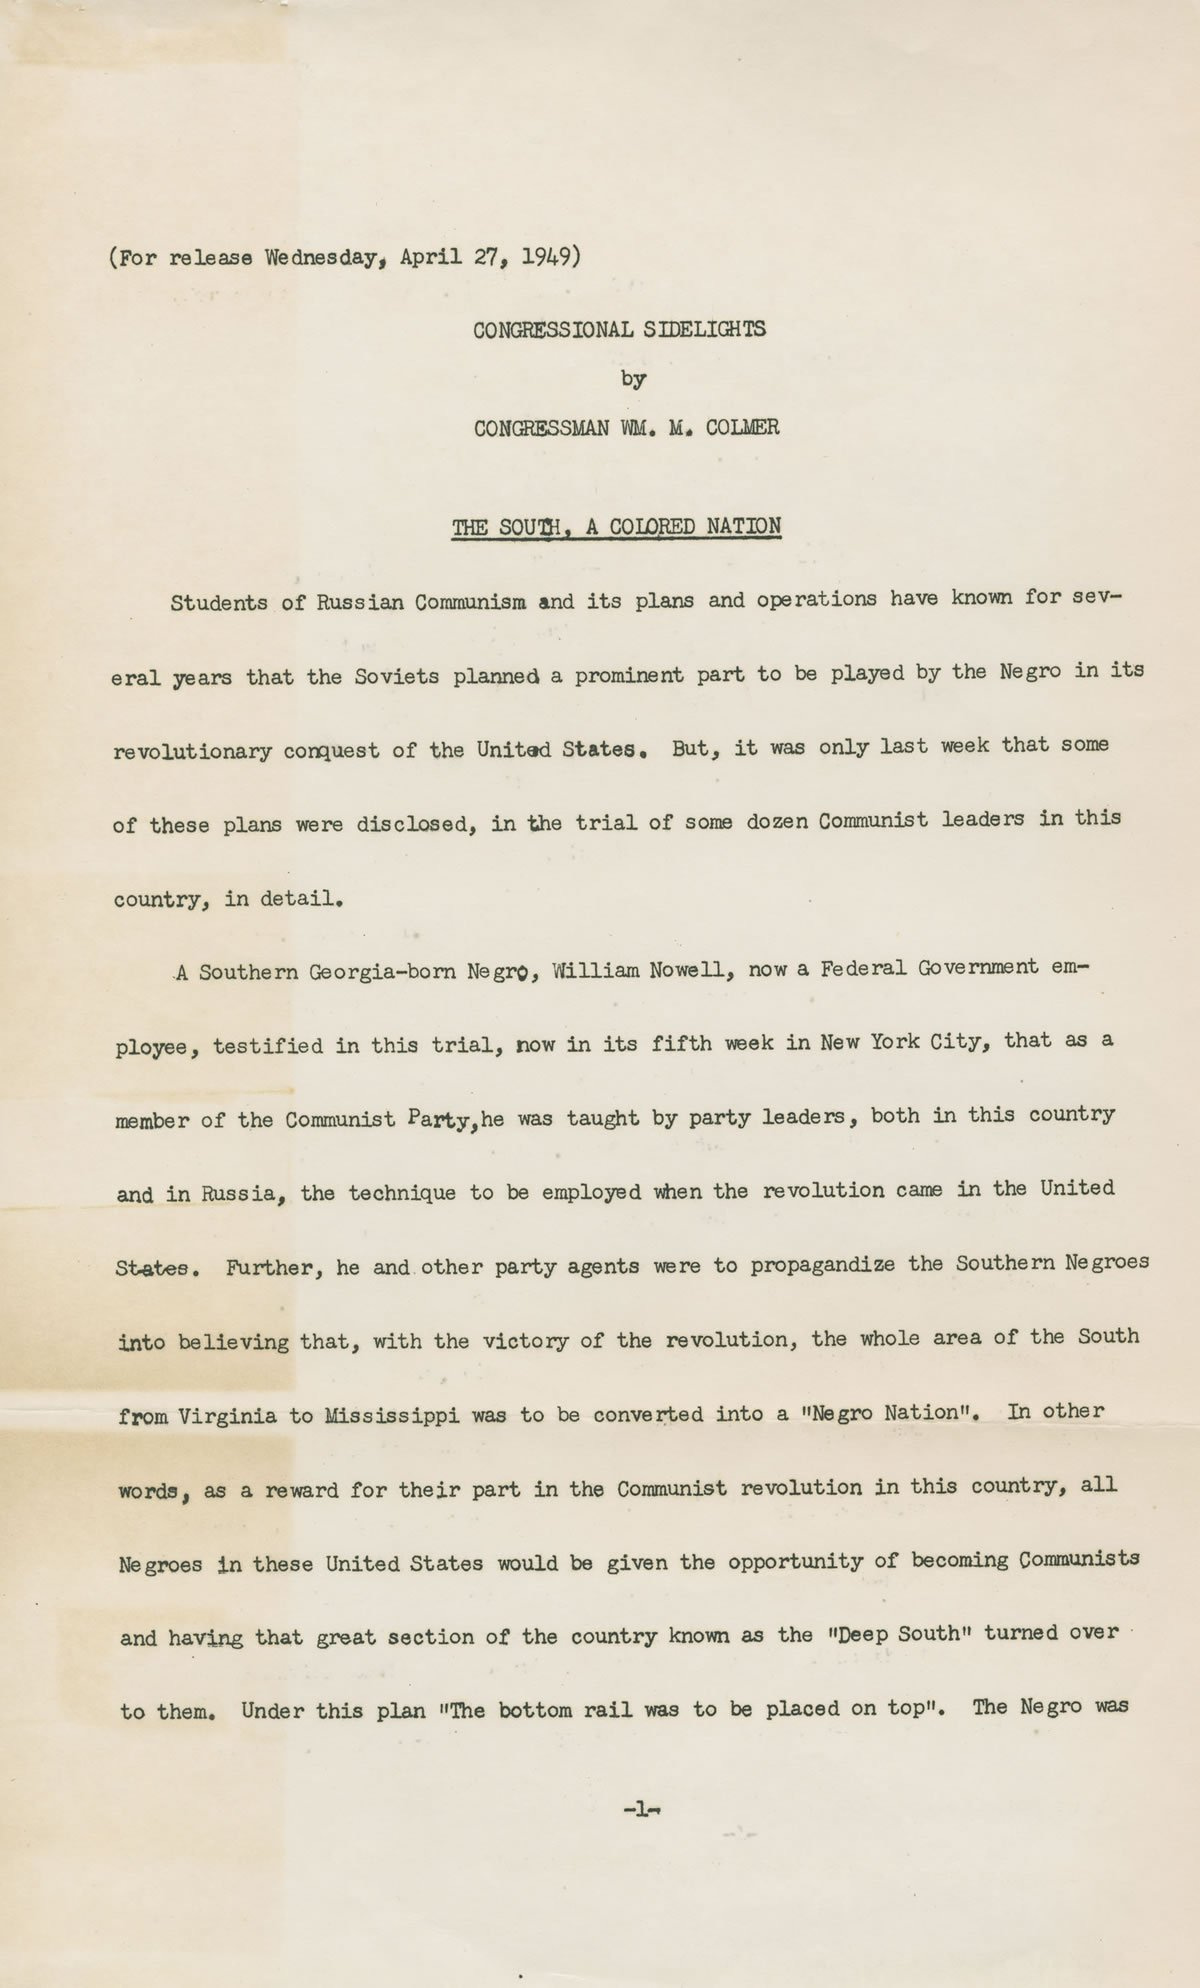 (For release Wednesday, April 27, 1949)
CONGRESSIONAL SIDELIGHTS
by
CONGRESSMAN WM. M. COLMER
THE SOUTH, A COLORED NATION
Students of Russian Communism and its plans and operations have known for sev-
eral years that the Soviets planned a prominent part to be played by the Negro in its
revolutionary conquest of the United States. But, it was only last week that some
of these plans were disclosed, in the trial of some dozen Communist leaders in this
country, in detail.
A Southern Georgia-born Negro, William Nowell, now a Federal Government em-
ployee, testified in this trial, now in its fifth week in New York City, that as a
member of the Communist Party,he was taught by party leaders, both in this country
and in Russia, the technique to be employed when the revolution came in the United
States. Further, he and other party agents were to propagandize the Southern Negroes
into believing that, with the victory of the revolution, the whole area of the South
from Virginia to Mississippi was to be converted into a "Negro Nation". In other
words, as a reward for their part in the Communist revolution in this country, all
Negroes in these United States would be given the opportunity of becoming Communists
and having that great section of the country known as the "Deep South" turned over
to them. Under this plan "The bottom rail was to be placed on top". The Negro was
-1-